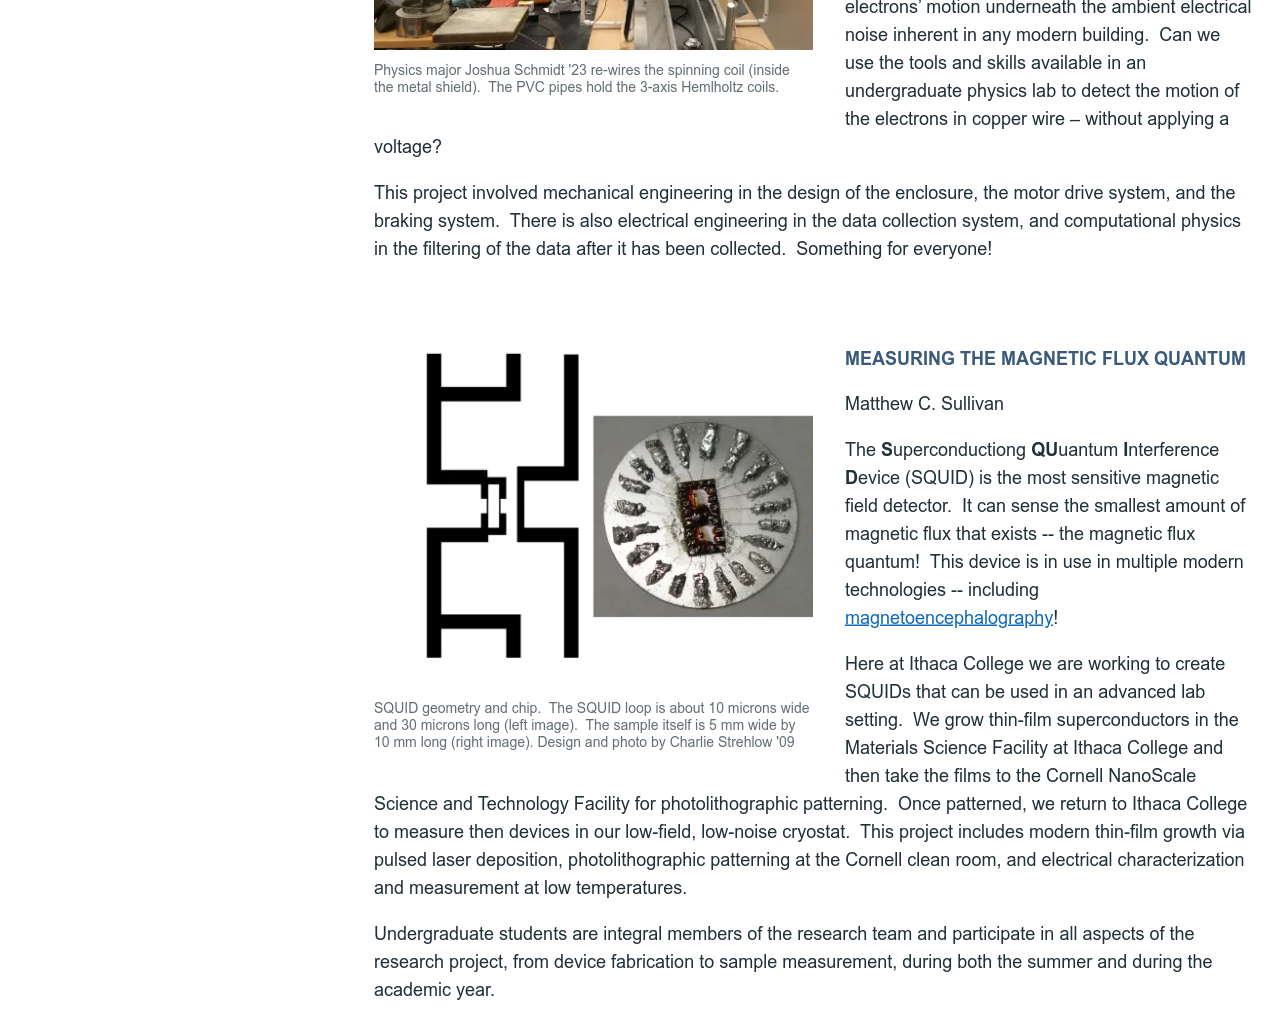 electrons’ motion underneath the ambient electrical
noise inherent in any modern building.  Can we
use the tools and skills available in an
undergraduate physics lab to detect the motion of
the electrons in copper wire – without applying a
voltage?
Physics major Joshua Schmidt '23 re-wires the spinning coil (inside
the metal shield).  The PVC pipes hold the 3-axis Hemlholtz coils.
This project involved mechanical engineering in the design of the enclosure, the motor drive system, and the
braking system.  There is also electrical engineering in the data collection system, and computational physics
in the filtering of the data after it has been collected.  Something for everyone!
MEASURING THE MAGNETIC FLUX QUANTUM
Matthew C. Sullivan
The Superconductiong QUuantum Interference
Device (SQUID) is the most sensitive magnetic
field detector.  It can sense the smallest amount of
magnetic flux that exists -- the magnetic flux
quantum!  This device is in use in multiple modern
technologies -- including
magnetoencephalography!
SQUID geometry and chip.  The SQUID loop is about 10 microns wide
and 30 microns long (left image).  The sample itself is 5 mm wide by
10 mm long (right image). Design and photo by Charlie Strehlow '09
Here at Ithaca College we are working to create
SQUIDs that can be used in an advanced lab
setting.  We grow thin-film superconductors in the
Materials Science Facility at Ithaca College and
then take the films to the Cornell NanoScale
Science and Technology Facility for photolithographic patterning.  Once patterned, we return to Ithaca College
to measure then devices in our low-field, low-noise cryostat.  This project includes modern thin-film growth via
pulsed laser deposition, photolithographic patterning at the Cornell clean room, and electrical characterization
and measurement at low temperatures.
Undergraduate students are integral members of the research team and participate in all aspects of the
research project, from device fabrication to sample measurement, during both the summer and during the
academic year.